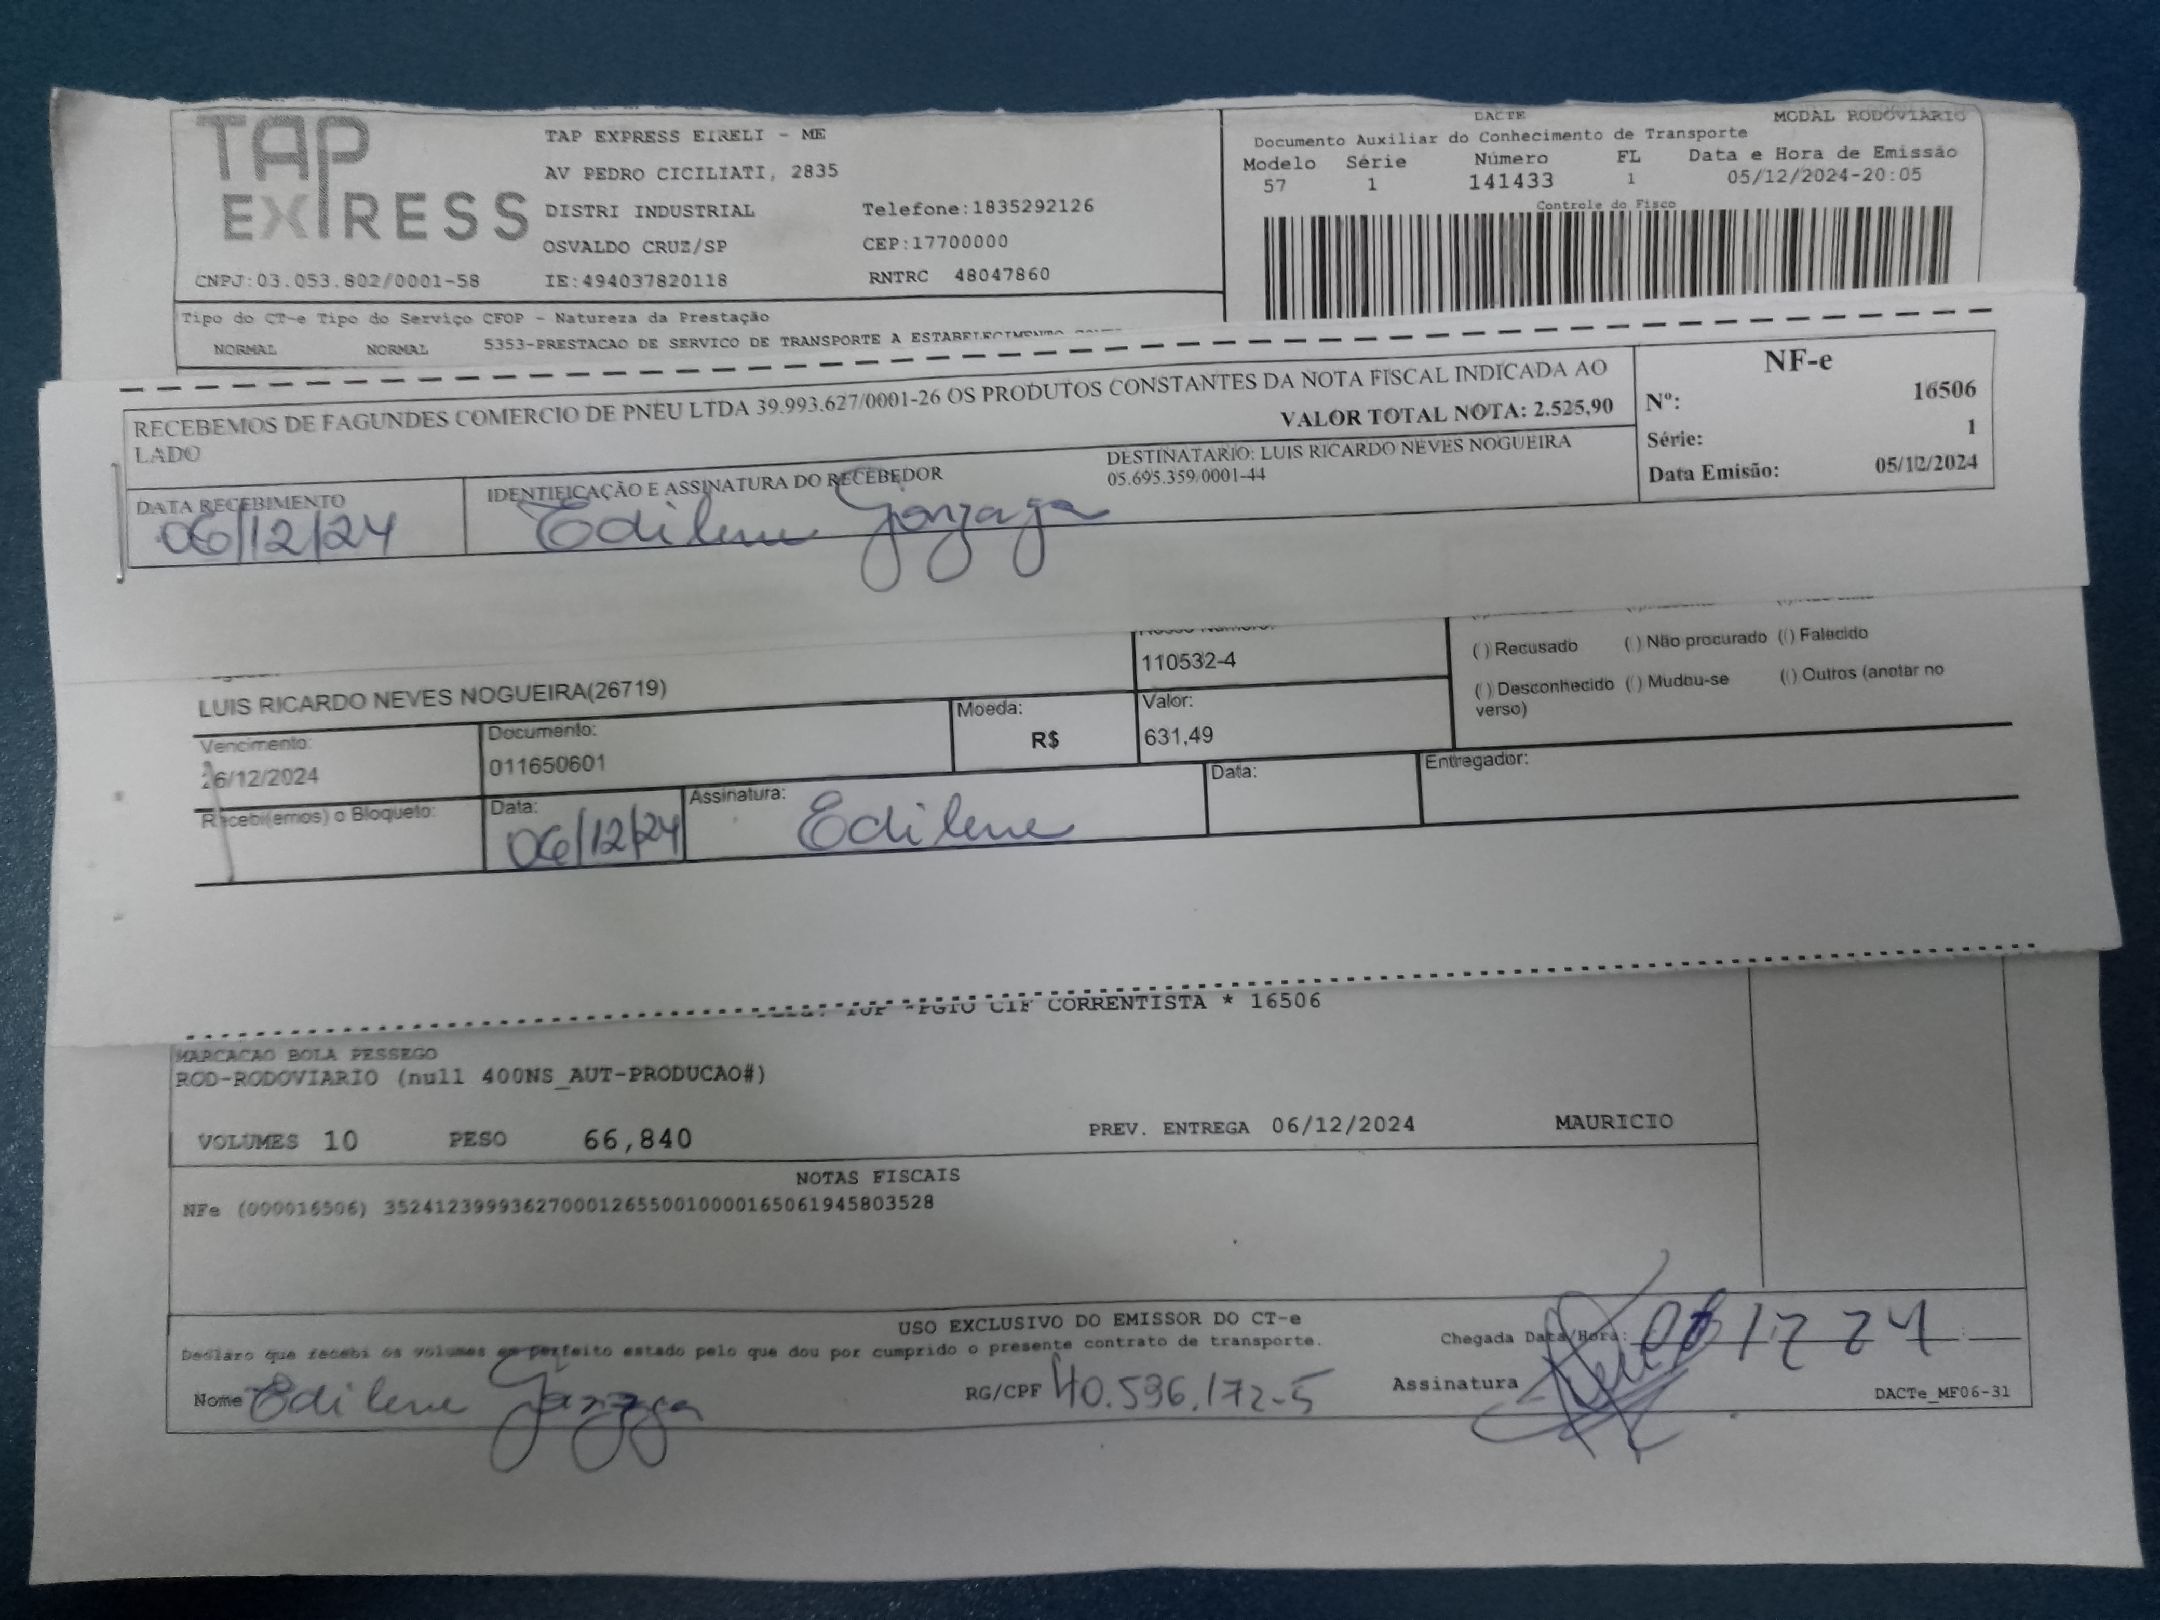 TAP EXPRESS
TAP EXPRESS EIRELI - ME
AV PEDRO CICILIATI, 2835
DISTRI INDUSTRIAL Telefone:1835292126
OSVALDO CRUZ/SP CEP:17700000
CNPJ:03.053.802/0001-58 IE:494037820118 RNTRC 48047860
DACTE MODAL RODOVIARIO
Documento Auxiliar do Conhecimento de Transporte
Modelo Série Número FL Data e Hora de Emissão
57 1 141433 1 05/12/2024-20:05
Controle do Fisco
Tipo do CT-e Tipo do Serviço CFOP - Natureza da Prestação
NORMAL NORMAL 5353-PRESTACAO DE SERVICO DE TRANSPORTE A ESTABELECIMENTO
RECEBEMOS DE FAGUNDES COMERCIO DE PNEU LTDA 39.993.627/0001-26 OS PRODUTOS CONSTANTES DA NOTA FISCAL INDICADA AO
LADO
VALOR TOTAL NOTA: 2.525,90
DATA RECEBIMENTO
06/12/24
IDENTIFICAÇÃO E ASSINATURA DO RECEBEDOR
Edilene Gonzaga
DESTINATARIO: LUIS RICARDO NEVES NOGUEIRA
05.695.359/0001-44
NF-e
Nº: 16506
Série: 1
Data Emissão: 05/12/2024
LUIS RICARDO NEVES NOGUEIRA(26719)
110532-4
( ) Recusado ( ) Não procurado ( ) Falecido
( ) Desconhecido ( ) Mudou-se ( ) Outros (anotar no
verso)
Vencimento: Documento: Moeda: Valor:
26/12/2024 011650601 R$ 631,49
Recebi(emos) o Bloqueto: Data: Assinatura: Data: Entregador:
06/12/24 Edilene
*PGTO CIF CORRENTISTA * 16506
MARCACAO BOLA PESSEGO
ROD-RODOVIARIO (null 400NS_AUT-PRODUCAO#)
VOLUMES 10 PESO 66,840 PREV. ENTREGA 06/12/2024 MAURICIO
NOTAS FISCAIS
NFe (000016506) 35241239993627000126550010000165061945803528
USO EXCLUSIVO DO EMISSOR DO CT-e
Declaro que recebi os volumes em perfeito estado pelo que dou por cumprido o presente contrato de transporte.
Chegada Data/Hora: 06 12 24
Nome Edilene Gonzaga RG/CPF 40.596.172-5 Assinatura
DACTe_MF06-31